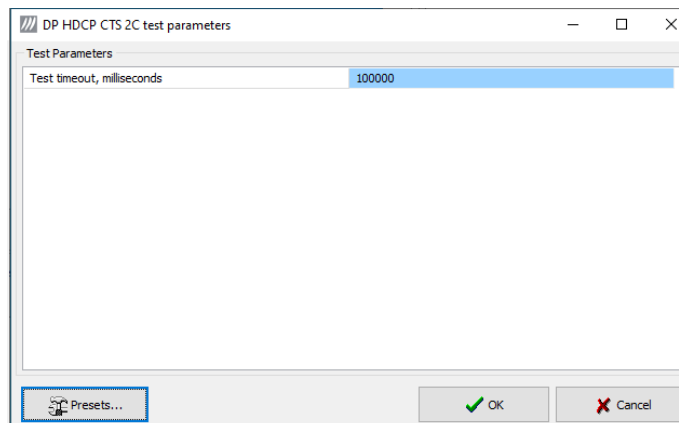 DP HDCP CTS 2C test parameters
Test Parameters
Test timeout, milliseconds 100000
Presets... OK Cancel